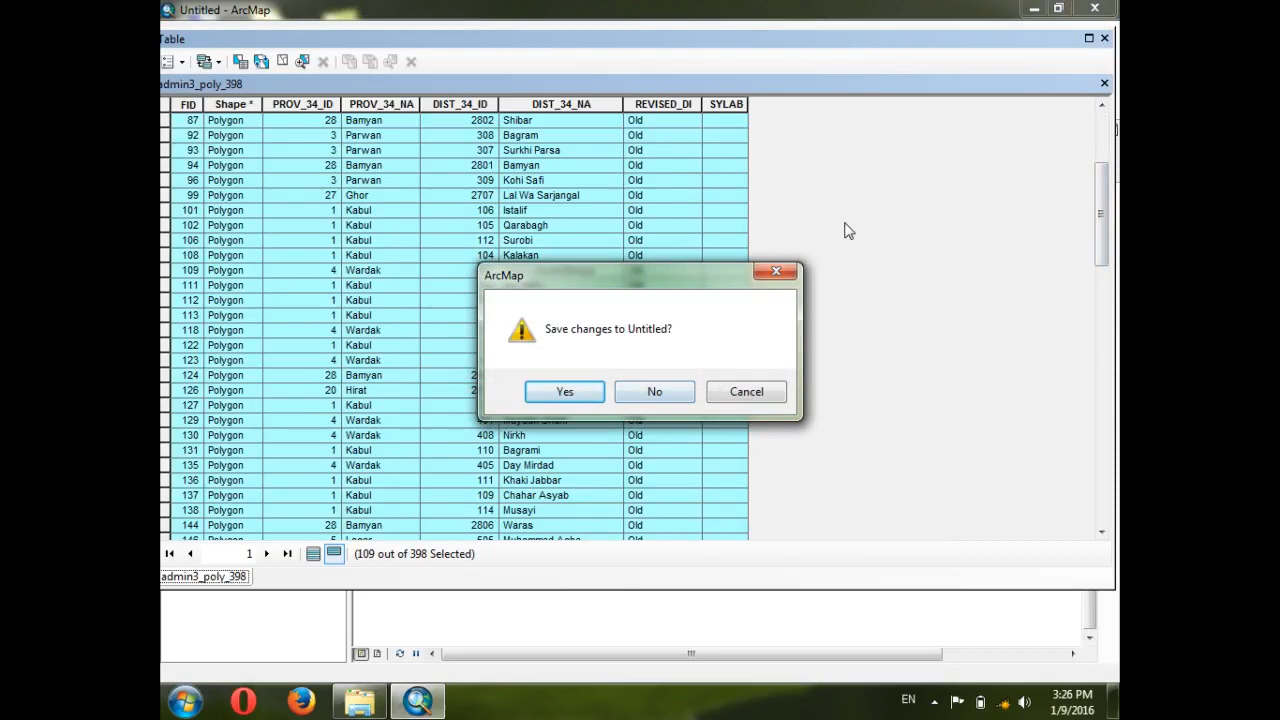 Untitled - ArcMap
Table
admin3_poly_398
FID Shape * PROV_34_ID PROV_34_NA DIST_34_ID DIST_34_NA REVISED_DI SYLAB
87 Polygon 28 Bamyan 2802 Shibar Old
92 Polygon 3 Parwan 308 Bagram Old
93 Polygon 3 Parwan 307 Surkhi Parsa Old
94 Polygon 28 Bamyan 2801 Bamyan Old
96 Polygon 3 Parwan 309 Kohi Safi Old
99 Polygon 27 Ghor 2707 Lal Wa Sarjangal Old
101 Polygon 1 Kabul 106 Istalif Old
102 Polygon 1 Kabul 105 Qarabagh Old
106 Polygon 1 Kabul 112 Surobi Old
108 Polygon 1 Kabul 104 Kalakan Old
109 Polygon 4 Wardak
111 Polygon 1 Kabul
112 Polygon 1 Kabul
113 Polygon 1 Kabul
118 Polygon 4 Wardak
122 Polygon 1 Kabul
123 Polygon 4 Wardak
124 Polygon 28 Bamyan
126 Polygon 20 Hirat
127 Polygon 1 Kabul
129 Polygon 4 Wardak Old
130 Polygon 4 Wardak 408 Nirkh Old
131 Polygon 1 Kabul 110 Bagrami Old
135 Polygon 4 Wardak 405 Day Mirdad Old
136 Polygon 1 Kabul 111 Khaki Jabbar Old
137 Polygon 1 Kabul 109 Chahar Asyab Old
138 Polygon 1 Kabul 114 Musayi Old
144 Polygon 28 Bamyan 2806 Waras Old
ArcMap
Save changes to Untitled?
Yes No Cancel
1 (109 out of 398 Selected)
admin3_poly_398
EN 3:26 PM
1/9/2016